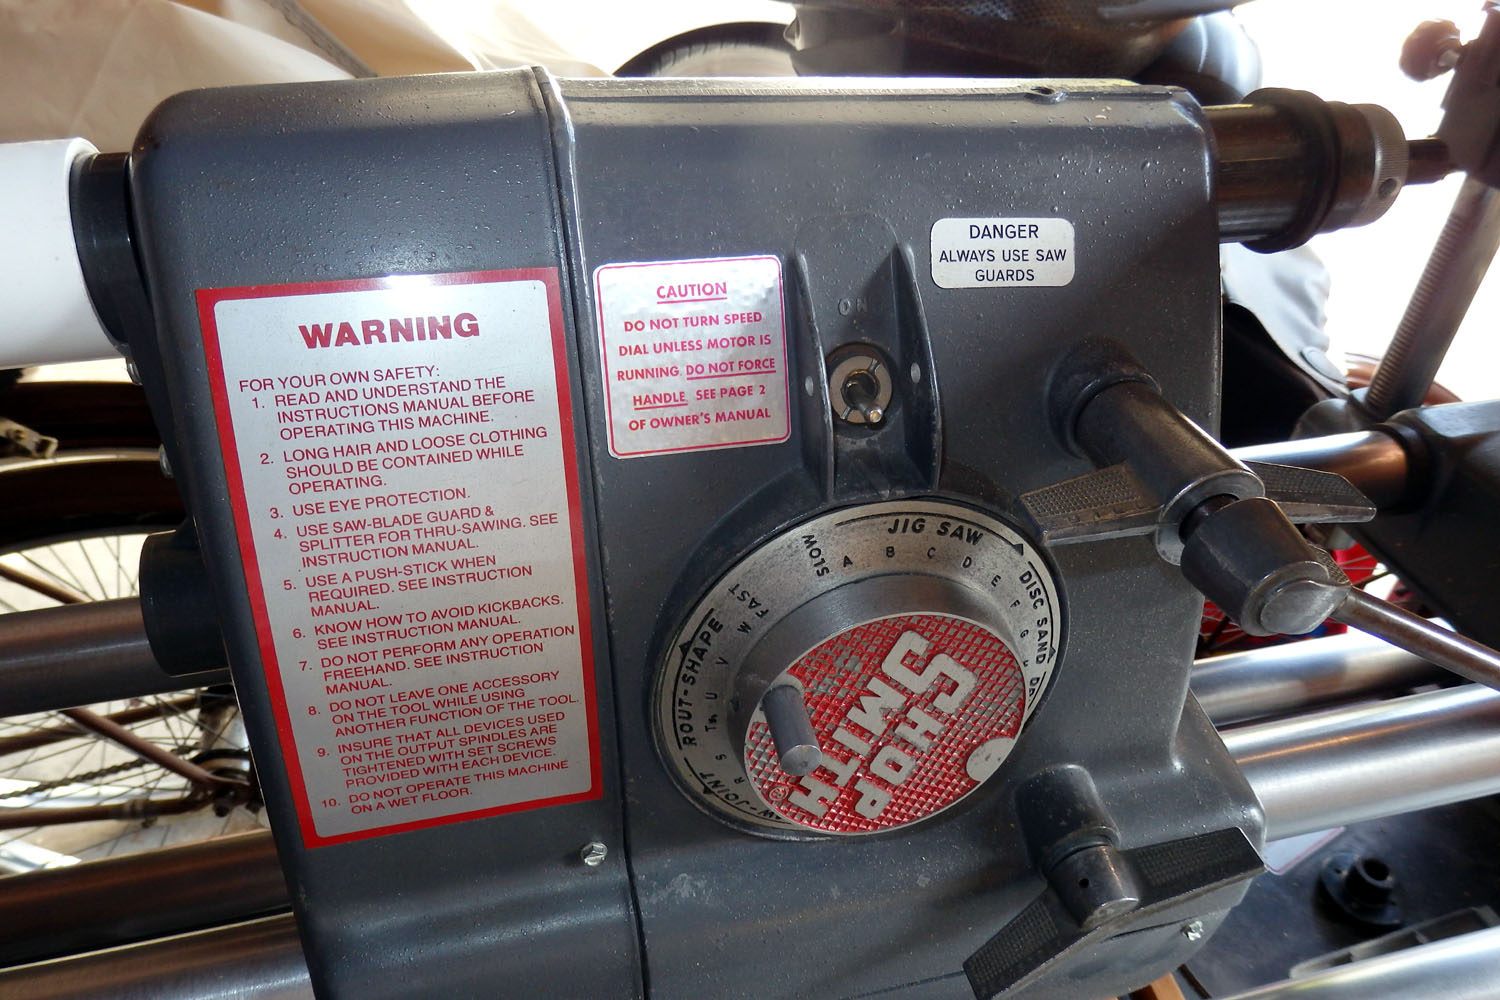 WARNING
FOR YOUR OWN SAFETY:
1. READ AND UNDERSTAND THE
INSTRUCTIONS MANUAL BEFORE
OPERATING THIS MACHINE.
2. LONG HAIR AND LOOSE CLOTHING
SHOULD BE CONTAINED WHILE
OPERATING.
3. USE EYE PROTECTION.
4. USE SAW-BLADE GUARD &
SPLITTER FOR THRU-SAWING. SEE
INSTRUCTION MANUAL.
5. USE A PUSH-STICK WHEN
REQUIRED. SEE INSTRUCTION
MANUAL.
6. KNOW HOW TO AVOID KICKBACKS.
SEE INSTRUCTION MANUAL.
7. DO NOT PERFORM ANY OPERATION
FREEHAND. SEE INSTRUCTION
MANUAL.
8. DO NOT LEAVE ONE ACCESSORY
ON THE TOOL WHILE USING
ANOTHER FUNCTION OF THE TOOL.
9. INSURE THAT ALL DEVICES USED
ON THE OUTPUT SPINDLES ARE
TIGHTENED WITH SET SCREWS
PROVIDED WITH EACH DEVICE.
10. DO NOT OPERATE THIS MACHINE
ON A WET FLOOR.
CAUTION
DO NOT TURN SPEED
DIAL UNLESS MOTOR IS
RUNNING. DO NOT FORCE
HANDLE. SEE PAGE 2
OF OWNER'S MANUAL
ON
DANGER
ALWAYS USE SAW
GUARDS
JIG SAW
DISC SAND
ROUT-SHAPE
JOINT
SLOW A B C D E F G H
R S T U V W FAST
SHOP
SMITH